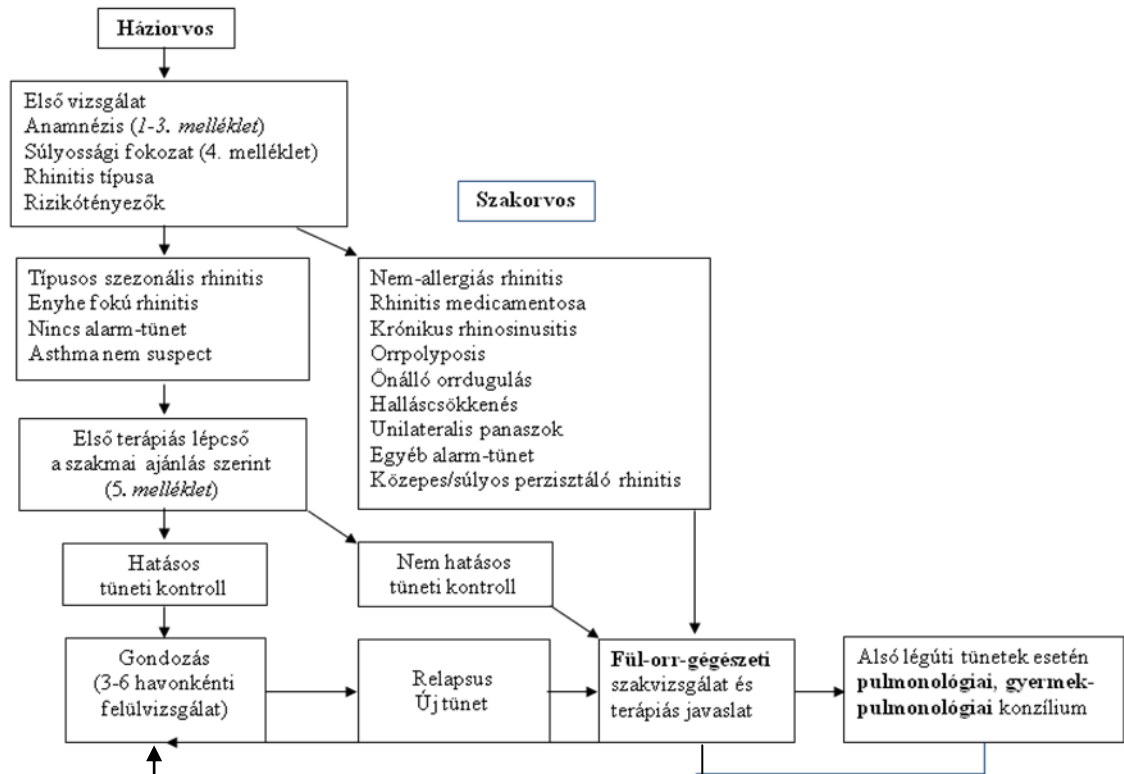 Háziorvos
Első vizsgálat
Anamnézis (1-3. melléklet)
Súlyossági fokozat (4. melléklet)
Rhinitis típusa
Rizikótényezők
Szakorvos
Típusos szezonális rhinitis
Enyhe fokú rhinitis
Nincs alarm-tünet
Asthma nem suspect
Nem-allergiás rhinitis
Rhinitis medicamentosa
Krónikus rhinosinusitis
Orrpolyposis
Önálló orrdugulás
Halláscsökkenés
Unilateralis panaszok
Egyéb alarm-tünet
Közepes/súlyos perzisztáló rhinitis
Első terápiás lépcső
a szakmai ajánlás szerint
(5. melléklet)
Hatásos
tüneti kontroll
Nem hatásos
tüneti kontroll
Gondozás
(3-6 havonkénti
felülvizsgálat)
Relapsus
Új tünet
Fül-orr-gégészeti
szakvizsgálat és
terápiás javaslat
Alsó légúti tünetek esetén
pulmonológiai, gyermek-
pulmonológiai konzílium